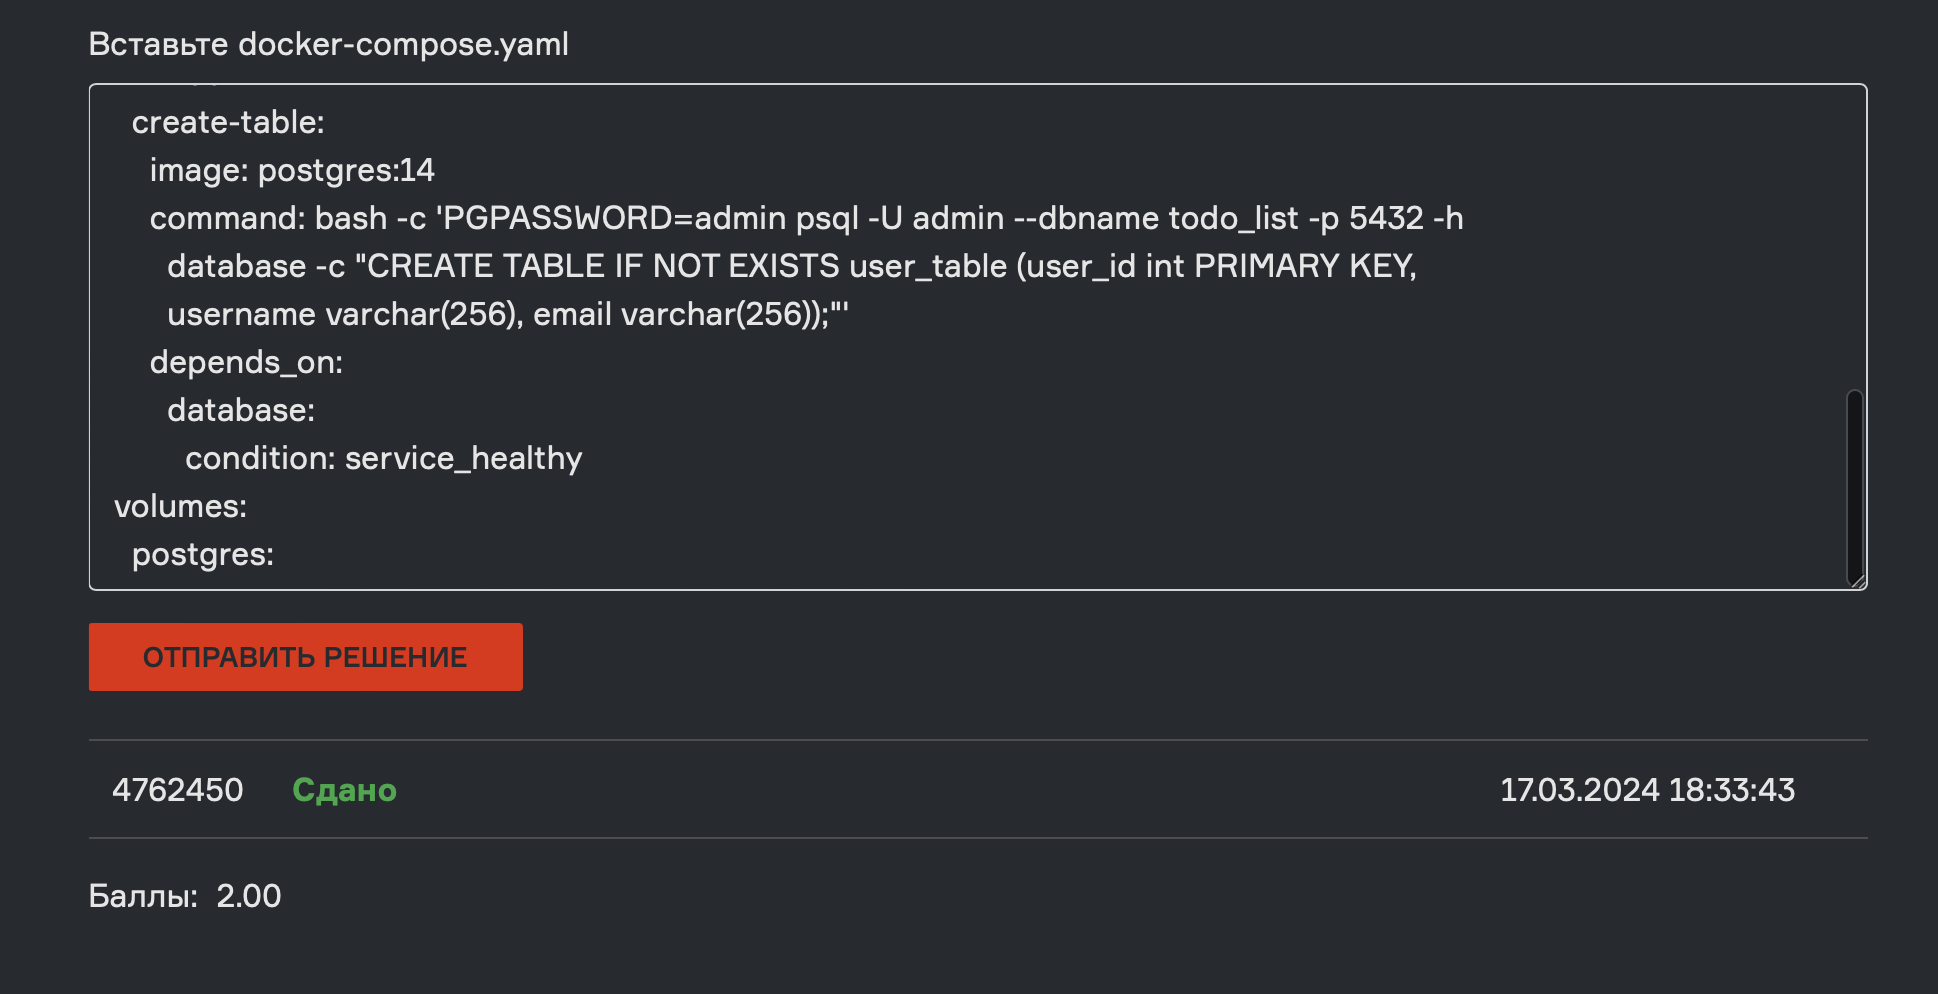 Вставьте docker-compose.yaml
create-table:
image: postgres:14
command: bash -c 'PGPASSWORD=admin psql -U admin --dbname todo_list -p 5432 -h
database -c "CREATE TABLE IF NOT EXISTS user_table (user_id int PRIMARY KEY,
username varchar(256), email varchar(256));"'
depends_on:
database:
condition: service_healthy
volumes:
postgres:
ОТПРАВИТЬ РЕШЕНИЕ
4762450 Сдано 17.03.2024 18:33:43
Баллы: 2.00